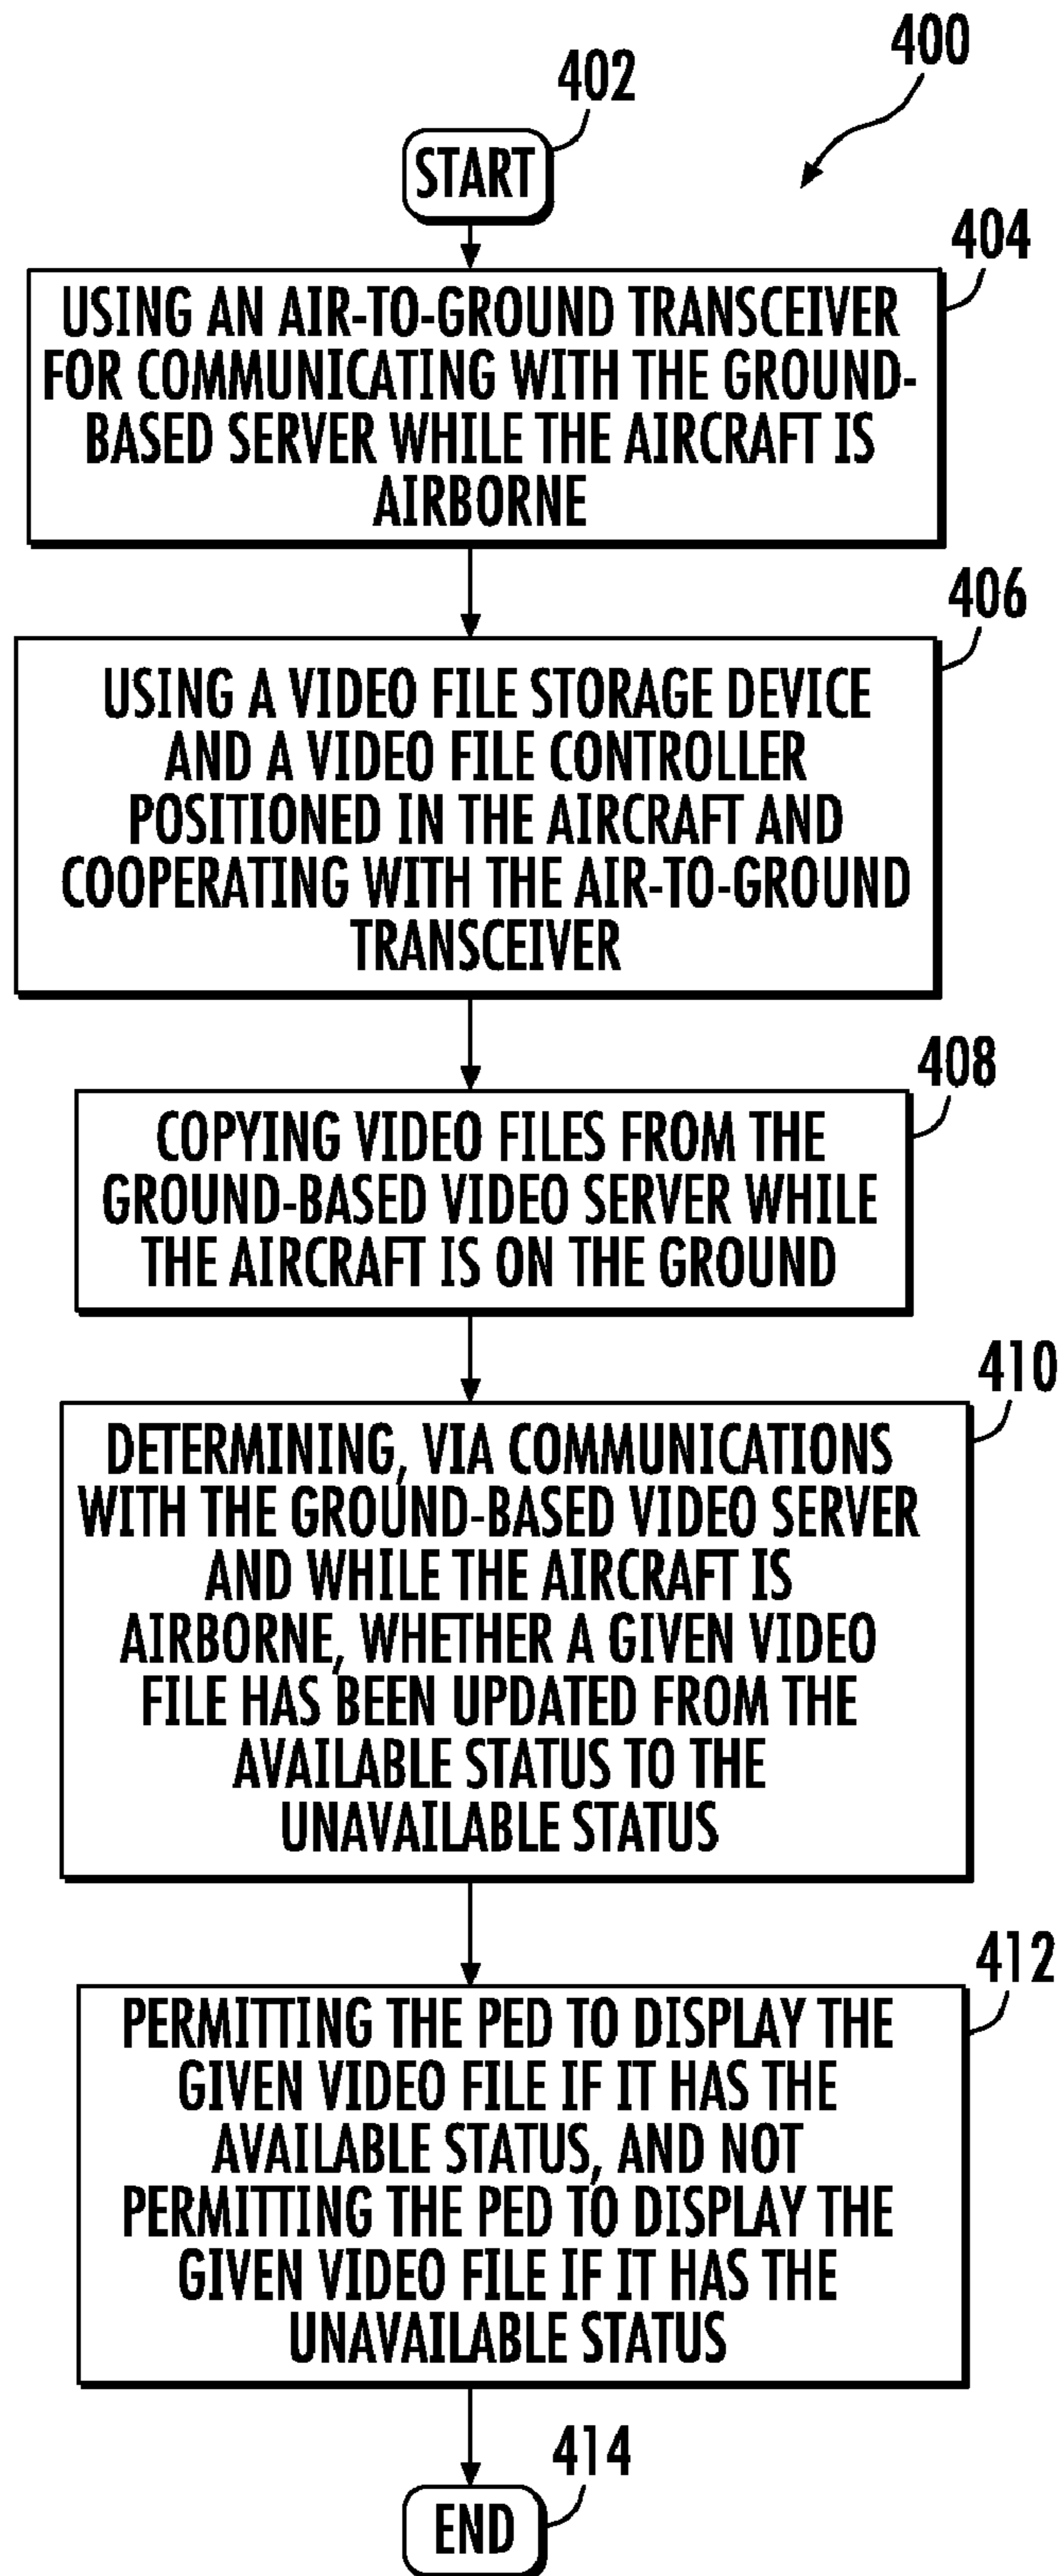 400
402
START
404
USING AN AIR-TO-GROUND TRANSCEIVER
FOR COMMUNICATING WITH THE GROUND-
BASED SERVER WHILE THE AIRCRAFT IS
AIRBORNE
406
USING A VIDEO FILE STORAGE DEVICE
AND A VIDEO FILE CONTROLLER
POSITIONED IN THE AIRCRAFT AND
COOPERATING WITH THE AIR-TO-GROUND
TRANSCEIVER
408
COPYING VIDEO FILES FROM THE
GROUND-BASED VIDEO SERVER WHILE
THE AIRCRAFT IS ON THE GROUND
410
DETERMINING, VIA COMMUNICATIONS
WITH THE GROUND-BASED VIDEO SERVER
AND WHILE THE AIRCRAFT IS
AIRBORNE, WHETHER A GIVEN VIDEO
FILE HAS BEEN UPDATED FROM THE
AVAILABLE STATUS TO THE
UNAVAILABLE STATUS
412
PERMITTING THE PED TO DISPLAY THE
GIVEN VIDEO FILE IF IT HAS THE
AVAILABLE STATUS, AND NOT
PERMITTING THE PED TO DISPLAY THE
GIVEN VIDEO FILE IF IT HAS THE
UNAVAILABLE STATUS
414
END